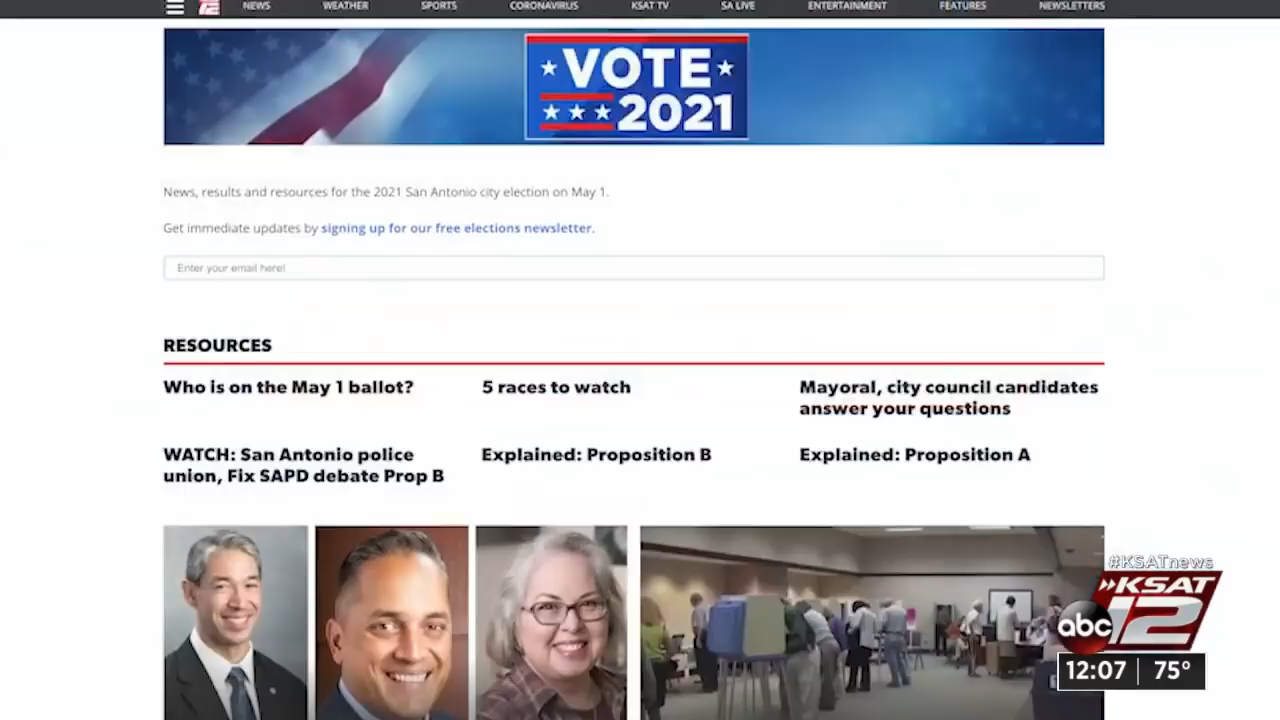 12
NEWS
WEATHER
SPORTS
CORONAVIRUS
KSAT TV
SA LIVE
ENTERTAINMENT
FEATURES
NEWSLETTERS
VOTE
2021
News, results and resources for the 2021 San Antonio city election on May 1.
Get immediate updates by signing up for our free elections newsletter.
Enter your email here!
RESOURCES
Who is on the May 1 ballot?
5 races to watch
Mayoral, city council candidates
answer your questions
WATCH: San Antonio police
union, Fix SAPD debate Prop B
Explained: Proposition B
Explained: Proposition A
#KSATnews
KSAT
abc 12
12:07 75°